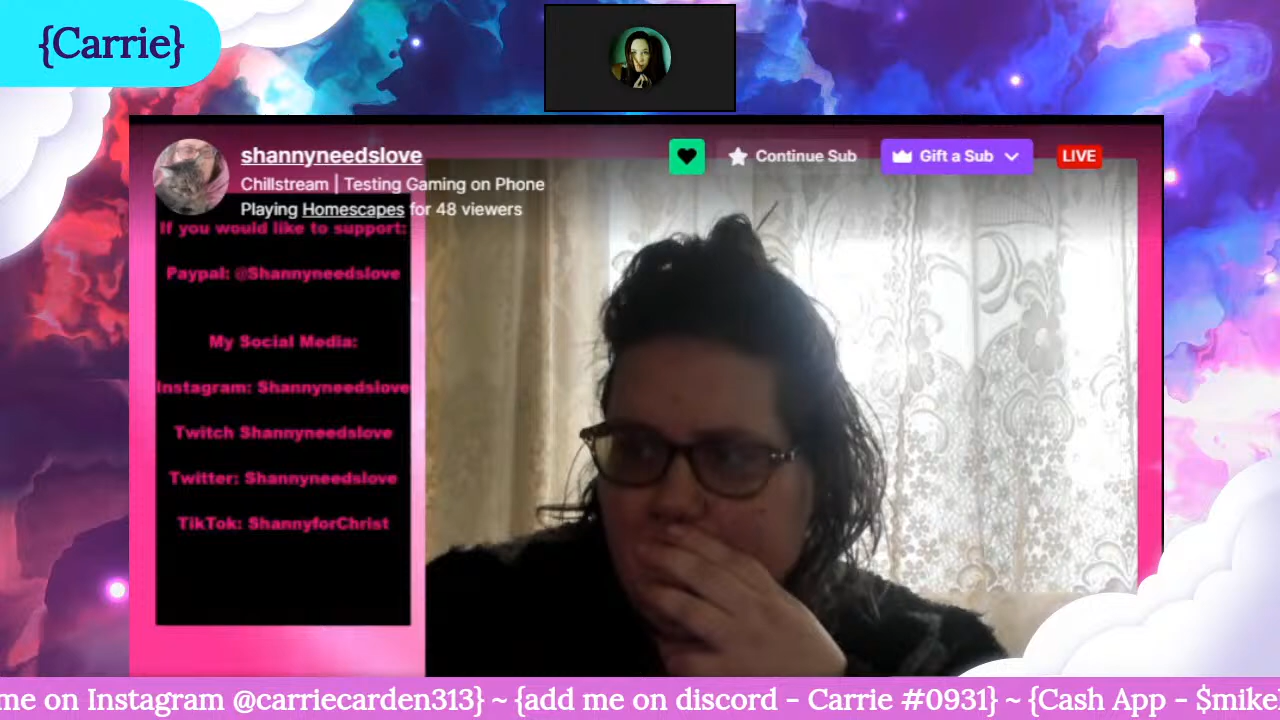 {Carrie}
shannyneedslove
Chillstream | Testing Gaming on Phone
Playing Homescapes for 48 viewers
Continue Sub
Gift a Sub
LIVE
If you would like to support:
Paypal: @Shannyneedslove
My Social Media:
Instagram: Shannyneedslove
Twitch Shannyneedslove
Twitter: Shannyneedslove
TikTok: ShannyforChrist
me on Instagram @carriecarden313} ~ {add me on discord - Carrie #0931} ~ {Cash App -